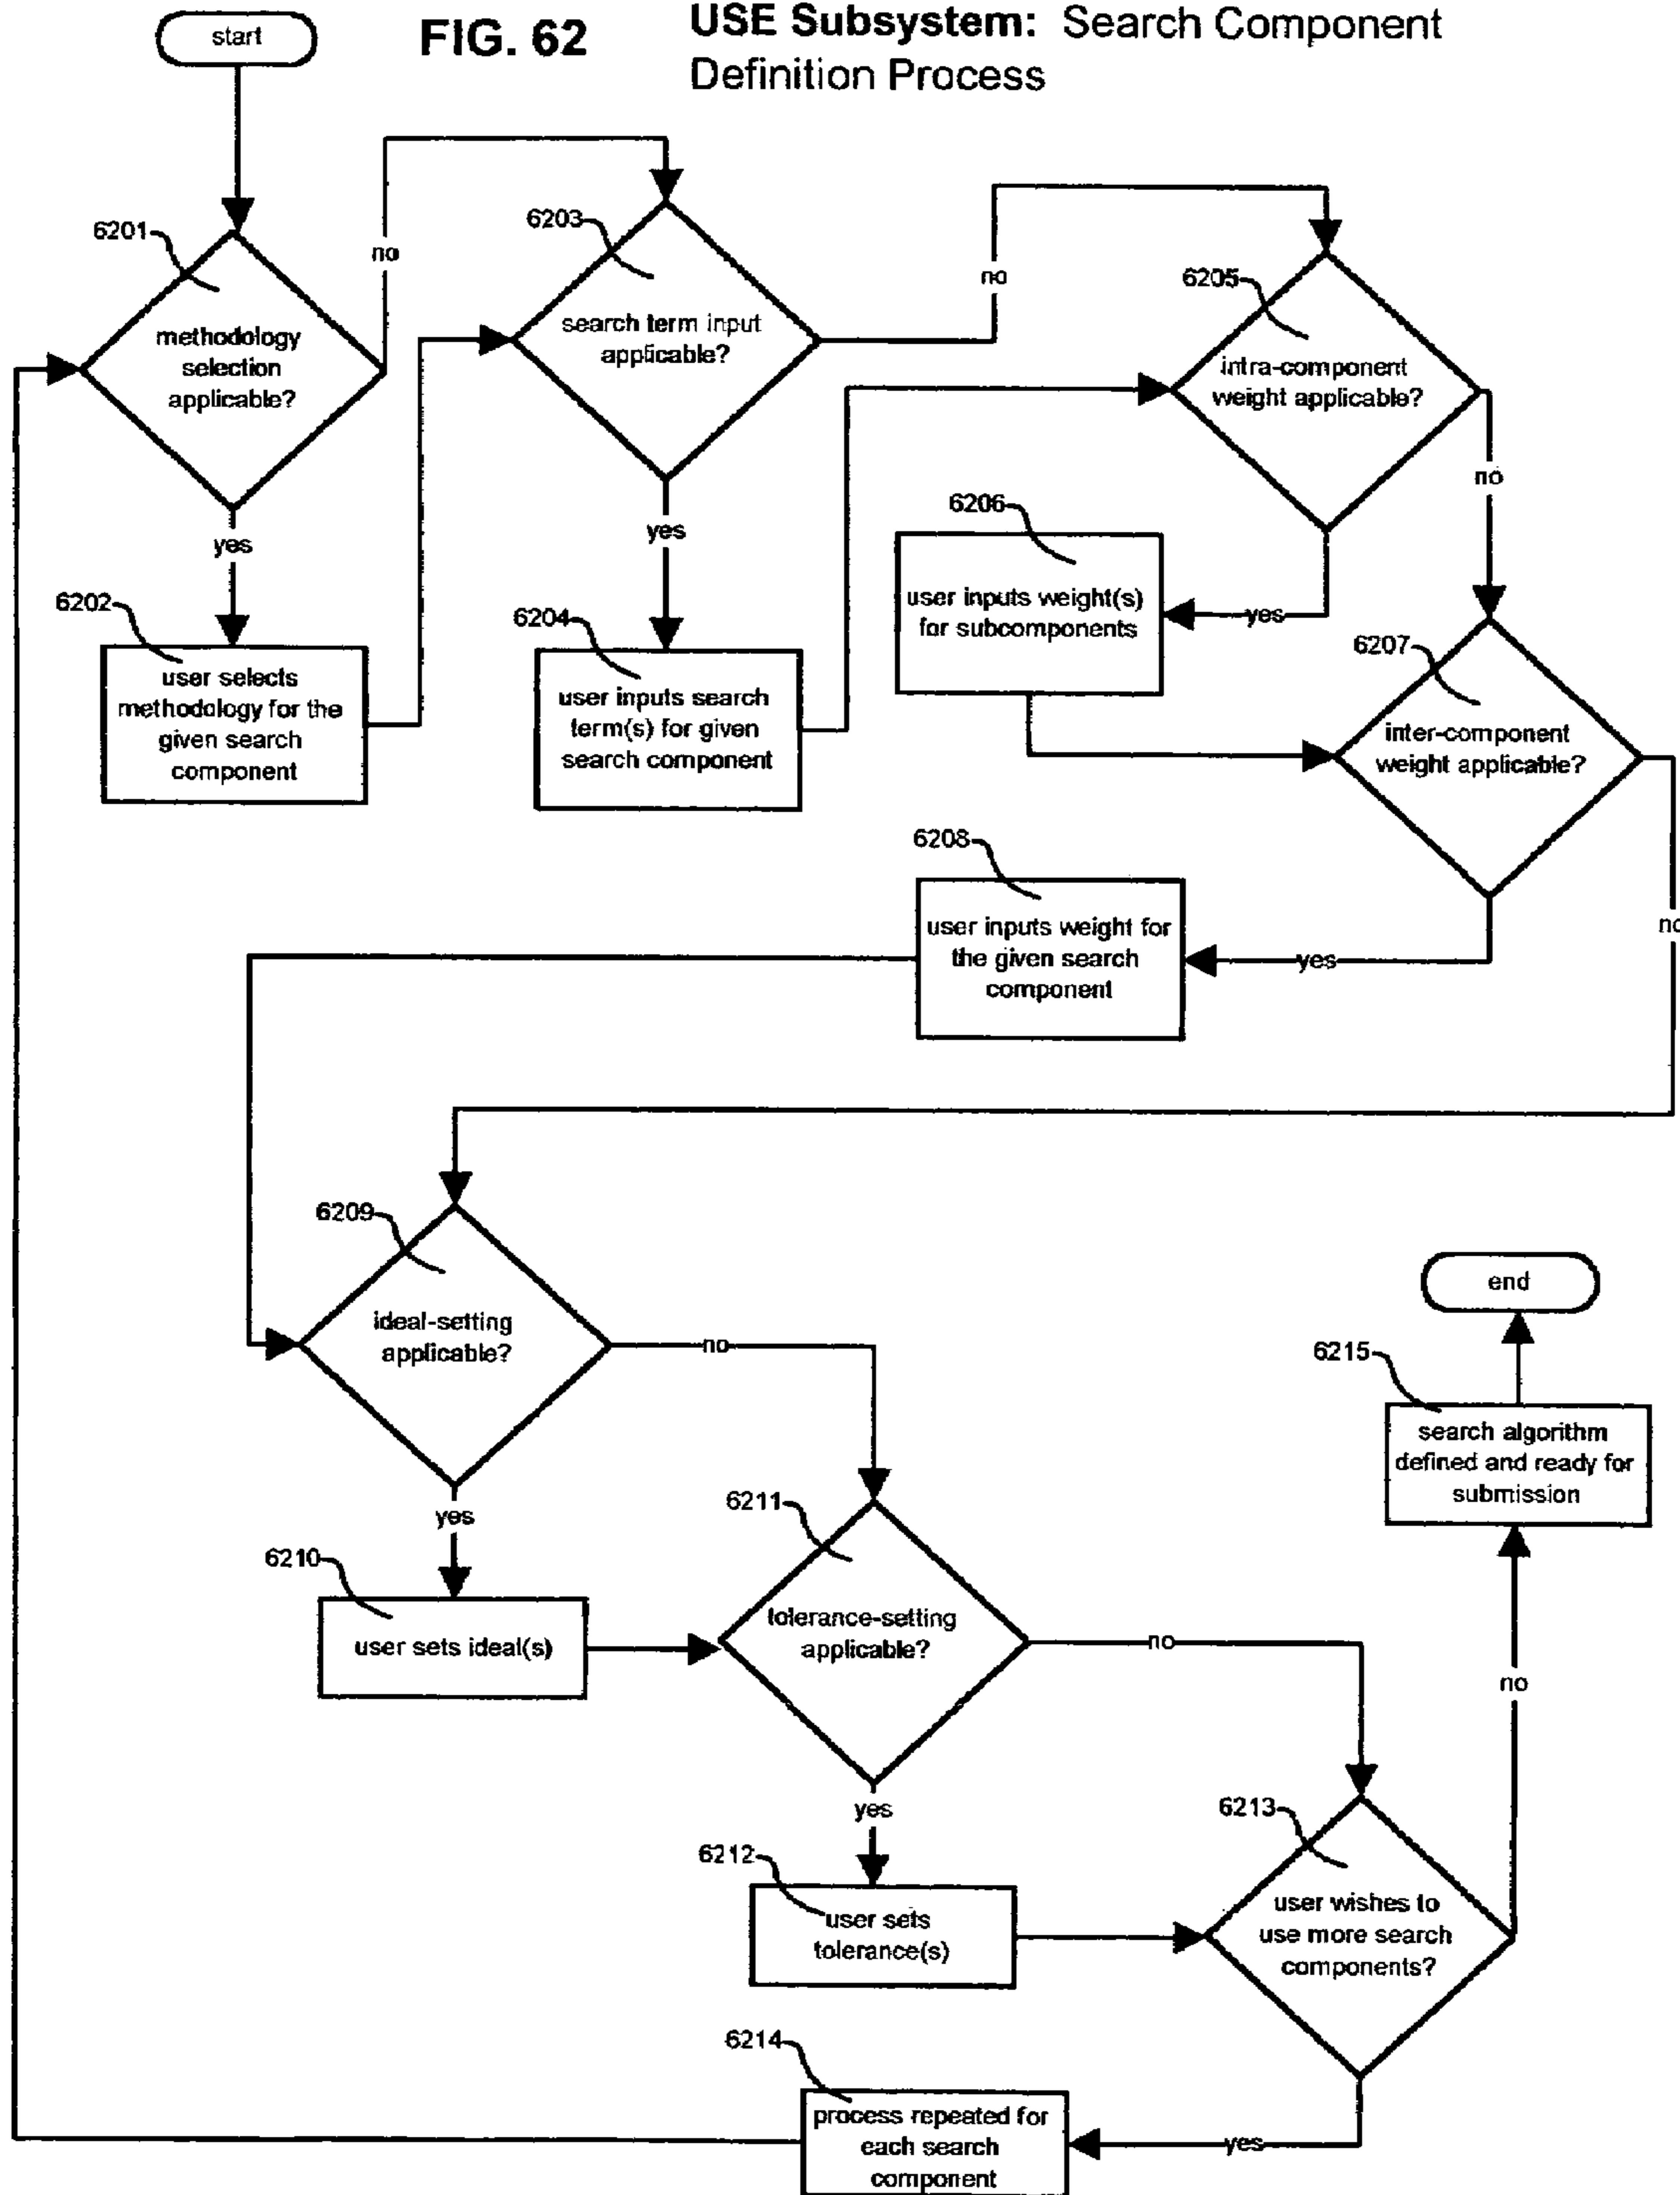 start
FIG. 62
USE Subsystem: Search Component
Definition Process
6201
methodology
selection
applicable?
no
yes
6202
user selects
methodology for the
given search
component
6203
search term input
applicable?
no
yes
6204
user inputs search
term(s) for given
search component
6205
intra-component
weight applicable?
no
yes
6206
user inputs weight(s)
for subcomponents
6207
inter-component
weight applicable?
no
yes
6208
user inputs weight for
the given search
component
6209
ideal-setting
applicable?
no
yes
6210
user sets ideal(s)
6211
tolerance-setting
applicable?
no
yes
6212
user sets
tolerance(s)
6213
user wishes to
use more search
components?
no
yes
6214
process repeated for
each search
component
6215
search algorithm
defined and ready for
submission
end